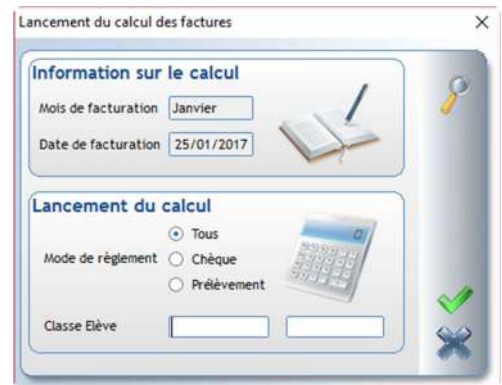 Lancement du calcul des factures
Information sur le calcul
Mois de facturation Janvier
Date de facturation 25/01/2017
Lancement du calcul
Tous
Mode de règlement Chèque
Prélèvement
Classe Elève